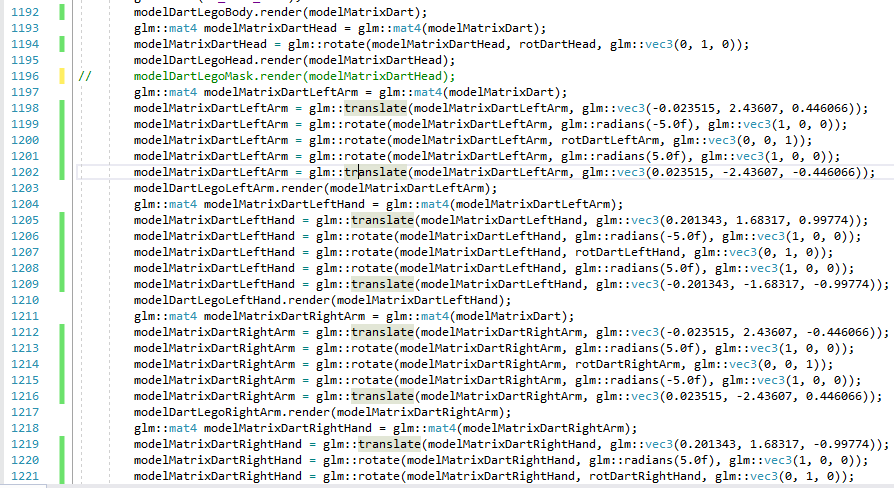 1192 modelDartLegoBody.render(modelMatrixDart);
1193 glm::mat4 modelMatrixDartHead = glm::mat4(modelMatrixDart);
1194 modelMatrixDartHead = glm::rotate(modelMatrixDartHead, rotDartHead, glm::vec3(0, 1, 0));
1195 modelDartLegoHead.render(modelMatrixDartHead);
1196 // modelDartLegoMask.render(modelMatrixDartHead);
1197 glm::mat4 modelMatrixDartLeftArm = glm::mat4(modelMatrixDart);
1198 modelMatrixDartLeftArm = glm::translate(modelMatrixDartLeftArm, glm::vec3(-0.023515, 2.43607, 0.446066));
1199 modelMatrixDartLeftArm = glm::rotate(modelMatrixDartLeftArm, glm::radians(-5.0f), glm::vec3(1, 0, 0));
1200 modelMatrixDartLeftArm = glm::rotate(modelMatrixDartLeftArm, rotDartLeftArm, glm::vec3(0, 0, 1));
1201 modelMatrixDartLeftArm = glm::rotate(modelMatrixDartLeftArm, glm::radians(5.0f), glm::vec3(1, 0, 0));
1202 modelMatrixDartLeftArm = glm::translate(modelMatrixDartLeftArm, glm::vec3(0.023515, -2.43607, -0.446066));
1203 modelDartLegoLeftArm.render(modelMatrixDartLeftArm);
1204 glm::mat4 modelMatrixDartLeftHand = glm::mat4(modelMatrixDartLeftArm);
1205 modelMatrixDartLeftHand = glm::translate(modelMatrixDartLeftHand, glm::vec3(0.201343, 1.68317, 0.99774));
1206 modelMatrixDartLeftHand = glm::rotate(modelMatrixDartLeftHand, glm::radians(-5.0f), glm::vec3(1, 0, 0));
1207 modelMatrixDartLeftHand = glm::rotate(modelMatrixDartLeftHand, rotDartLeftHand, glm::vec3(0, 1, 0));
1208 modelMatrixDartLeftHand = glm::rotate(modelMatrixDartLeftHand, glm::radians(5.0f), glm::vec3(1, 0, 0));
1209 modelMatrixDartLeftHand = glm::translate(modelMatrixDartLeftHand, glm::vec3(-0.201343, -1.68317, -0.99774));
1210 modelDartLegoLeftHand.render(modelMatrixDartLeftHand);
1211 glm::mat4 modelMatrixDartRightArm = glm::mat4(modelMatrixDart);
1212 modelMatrixDartRightArm = glm::translate(modelMatrixDartRightArm, glm::vec3(-0.023515, 2.43607, -0.446066));
1213 modelMatrixDartRightArm = glm::rotate(modelMatrixDartRightArm, glm::radians(5.0f), glm::vec3(1, 0, 0));
1214 modelMatrixDartRightArm = glm::rotate(modelMatrixDartRightArm, rotDartRightArm, glm::vec3(0, 0, 1));
1215 modelMatrixDartRightArm = glm::rotate(modelMatrixDartRightArm, glm::radians(-5.0f), glm::vec3(1, 0, 0));
1216 modelMatrixDartRightArm = glm::translate(modelMatrixDartRightArm, glm::vec3(0.023515, -2.43607, 0.446066));
1217 modelDartLegoRightArm.render(modelMatrixDartRightArm);
1218 glm::mat4 modelMatrixDartRightHand = glm::mat4(modelMatrixDartRightArm);
1219 modelMatrixDartRightHand = glm::translate(modelMatrixDartRightHand, glm::vec3(0.201343, 1.68317, -0.99774));
1220 modelMatrixDartRightHand = glm::rotate(modelMatrixDartRightHand, glm::radians(5.0f), glm::vec3(1, 0, 0));
1221 modelMatrixDartRightHand = glm::rotate(modelMatrixDartRightHand, rotDartRightHand, glm::vec3(0, 1, 0));